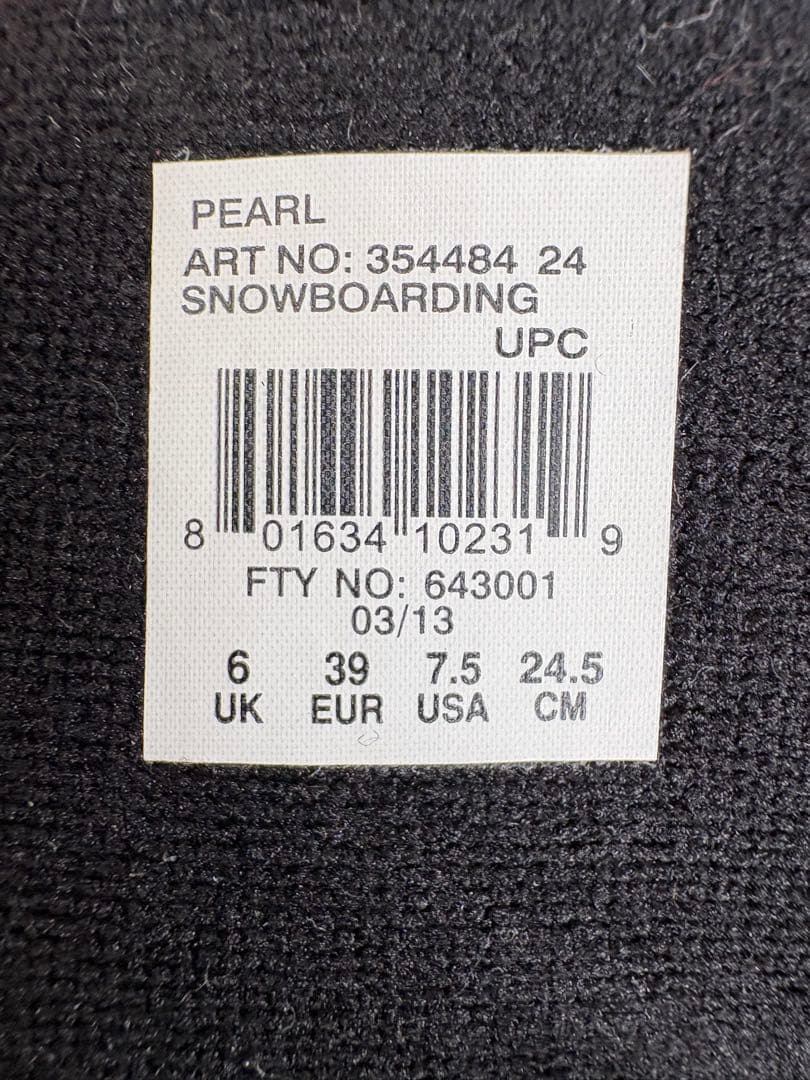 PEARL
ART NO: 354484 24
SNOWBOARDING
UPC
8 01634 10231 9
FTY NO: 643001
03/13
6 39 7.5 24.5
UK EUR USA CM